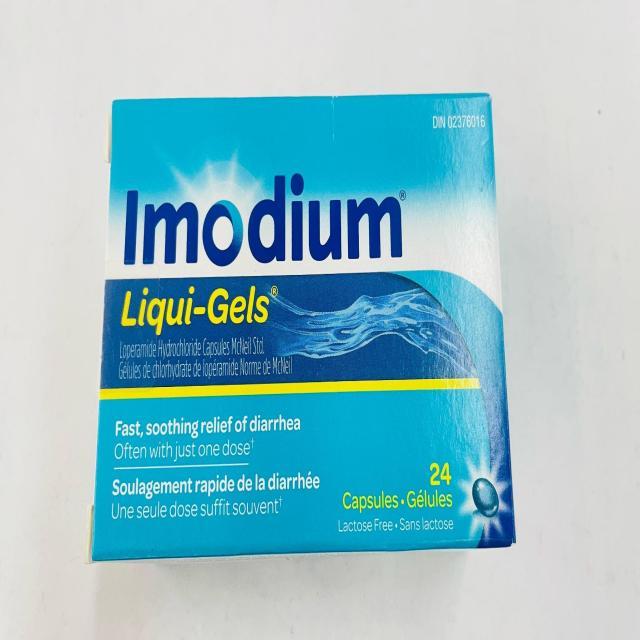 DIN 02376016
Imodium®
Liqui-Gels®
Loperamide Hydrochloride Capsules McNeil Std.
Gélules de chlorhydrate de lopéramide Norme de McNeil
Fast, soothing relief of diarrhea
Often with just one dose†
Soulagement rapide de la diarrhée
Une seule dose suffit souvent†
24
Capsules • Gélules
Lactose Free • Sans lactose